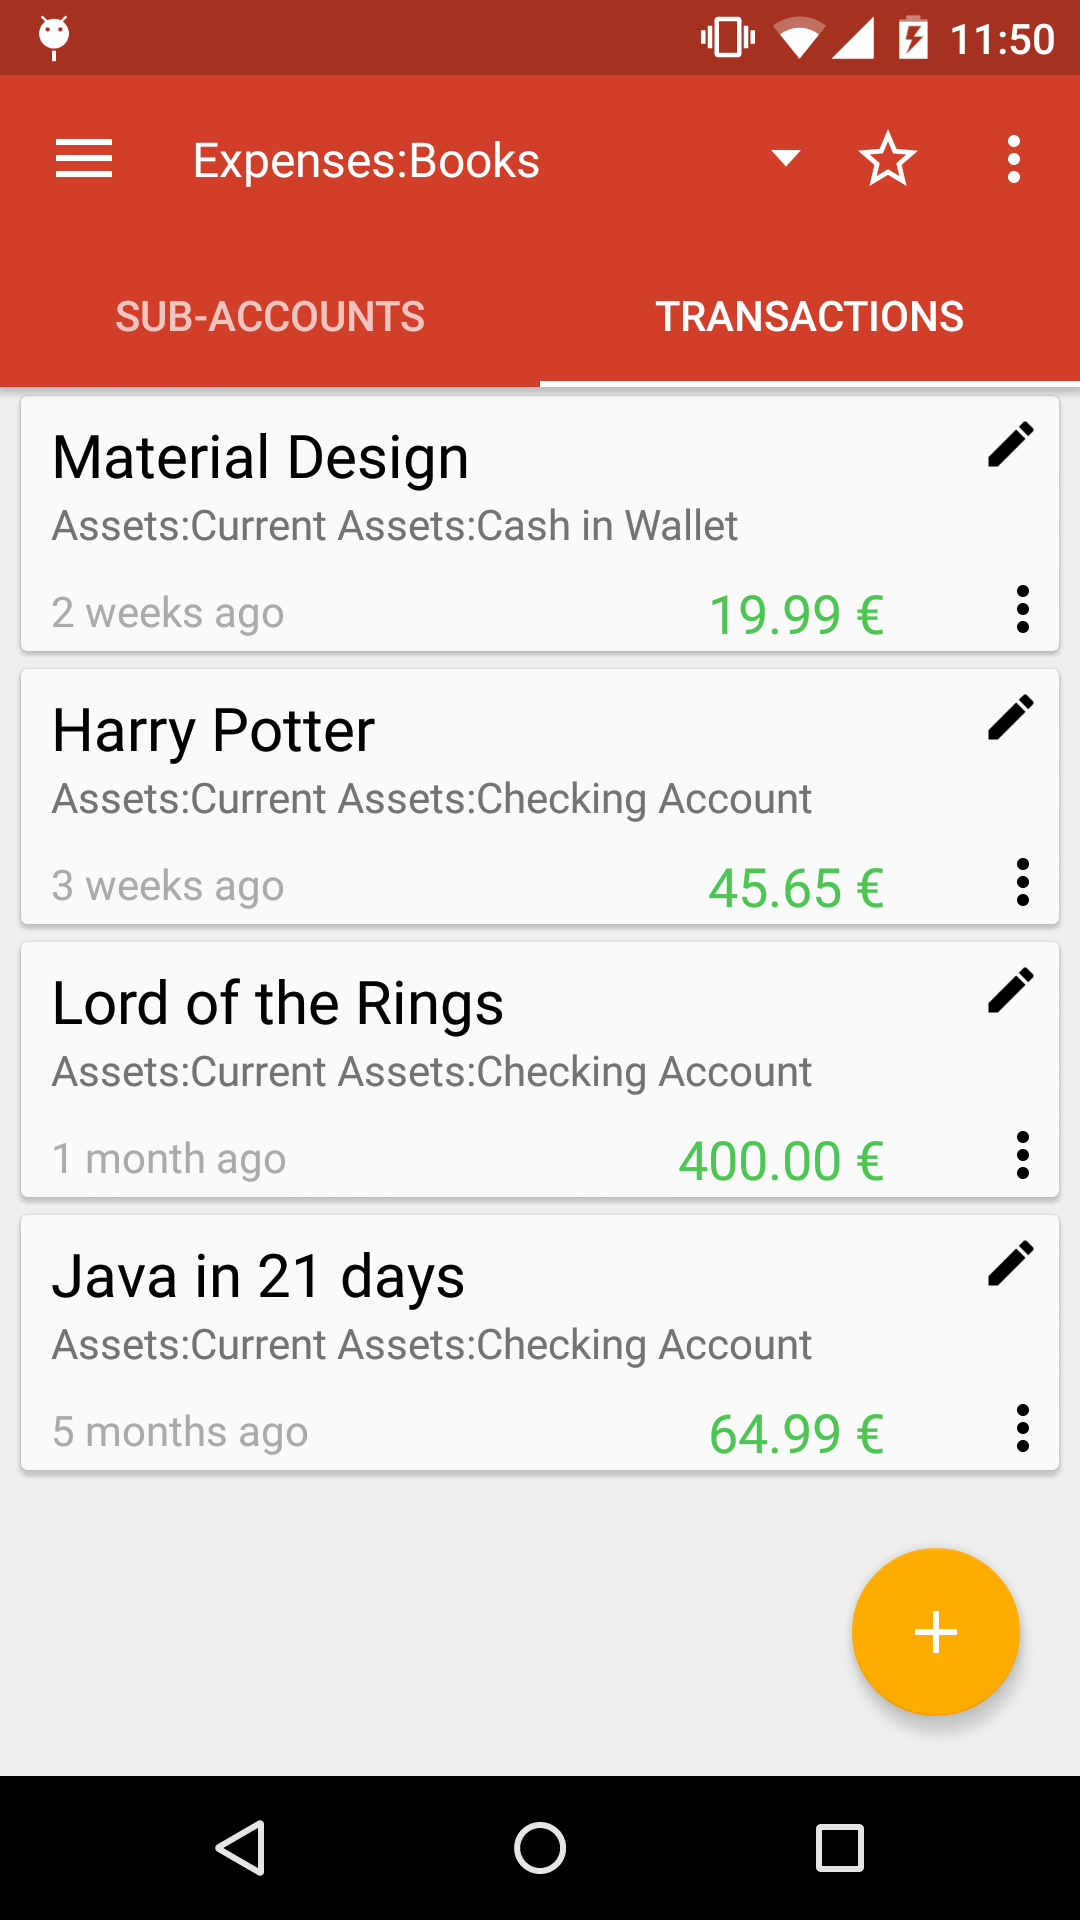 11:50
Expenses:Books
SUB-ACCOUNTS TRANSACTIONS
Material Design
Assets:Current Assets:Cash in Wallet
2 weeks ago 19.99 €
Harry Potter
Assets:Current Assets:Checking Account
3 weeks ago 45.65 €
Lord of the Rings
Assets:Current Assets:Checking Account
1 month ago 400.00 €
Java in 21 days
Assets:Current Assets:Checking Account
5 months ago 64.99 €